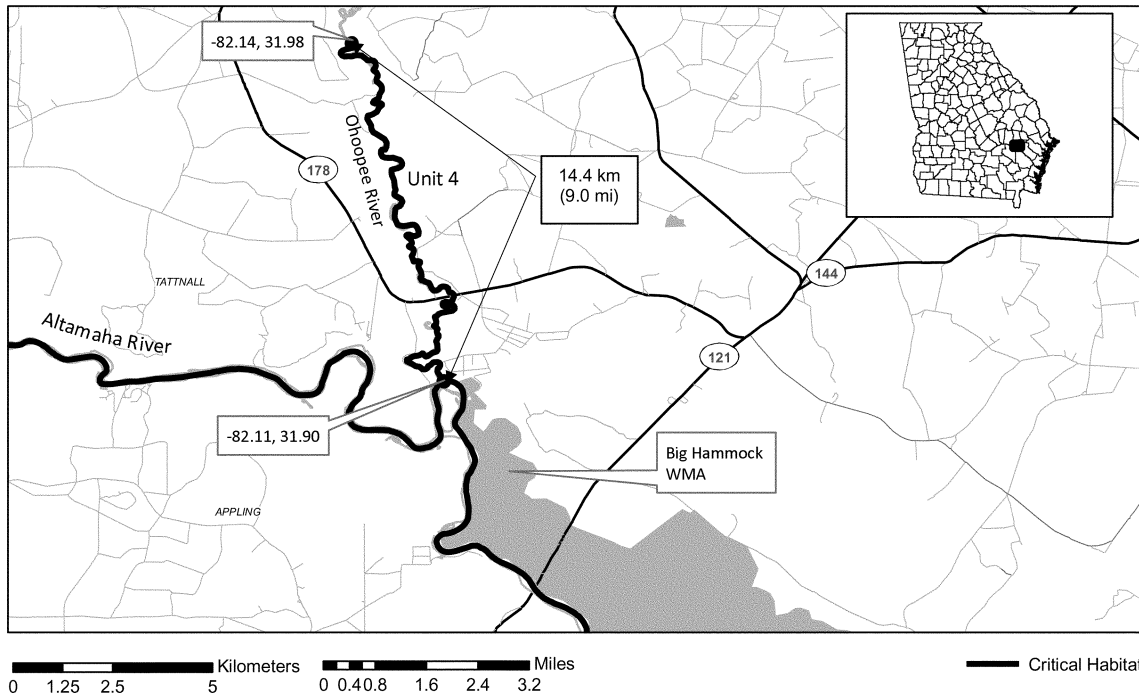 -82.14, 31.98
Ohoopee River
178
Unit 4
14.4 km
(9.0 mi)
TATTNALL
144
Altamaha River
121
-82.11, 31.90
Big Hammock
WMA
APPLING
Kilometers
0 1.25 2.5 5
Miles
0 0.40.8 1.6 2.4 3.2
Critical Habitat